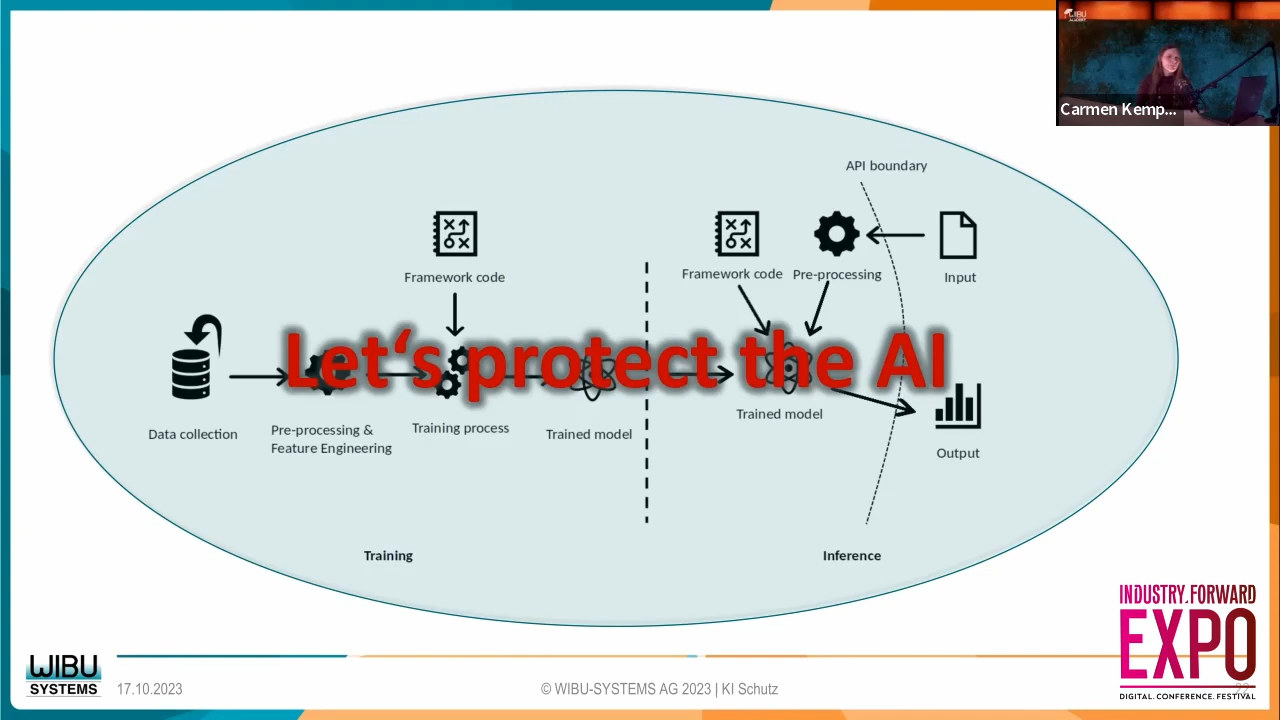 WIBU
ACADEMY
Carmen Kemp...
API boundary
Framework code
Framework code
Pre-processing
Input
Let‘s protect the AI
Data collection
Pre-processing &
Feature Engineering
Training process
Trained model
Trained model
Output
Training
Inference
INDUSTRY.FORWARD
EXPO
DIGITAL.CONFERENCE.FESTIVAL
WIBU
SYSTEMS
17.10.2023
WIBU-SYSTEMS AG 2023 | KI Schutz